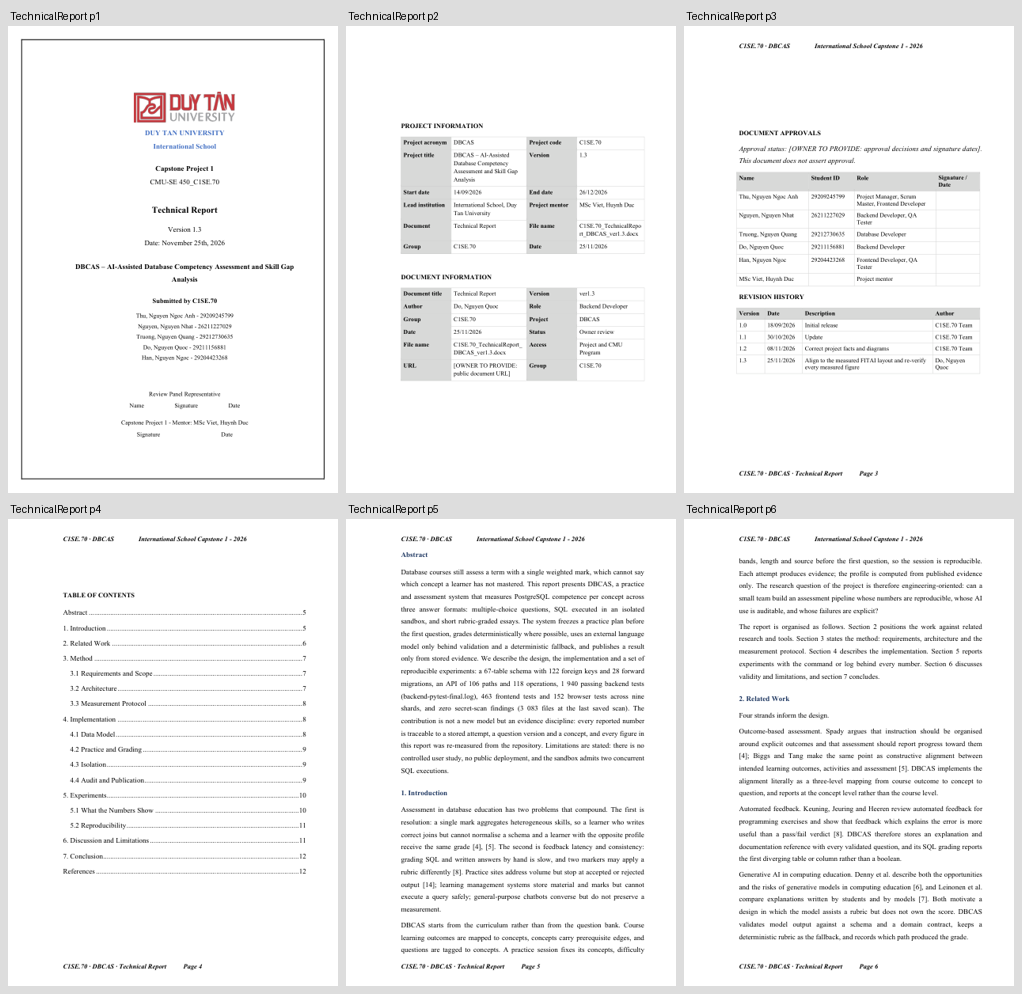 TechnicalReport p1
DUY TÂN
UNIVERSITY
DUY TAN UNIVERSITY
International School
Capstone Project 1
CMU-SE 450_C1SE.70
Technical Report
Version 1.3
Date: November 25th, 2026
DBCAS – AI-Assisted Database Competency Assessment and Skill Gap
Analysis
Submitted by C1SE.70
Thu, Nguyen Ngoc Anh - 29209245799
Nguyen, Nguyen Nhat - 26211227029
Truong, Nguyen Quang - 29212730635
Do, Nguyen Quoc - 29211156881
Han, Nguyen Ngoc - 29204423268
Review Panel Representative
Name Signature Date
Capstone Project 1 - Mentor: MSc Viet, Huynh Duc
Signature Date
TechnicalReport p2
PROJECT INFORMATION
Project acronym DBCAS Project code C1SE.70
Project title DBCAS – AI-Assisted Version 1.3
Database Competency
Assessment and Skill Gap
Analysis
Start date 14/09/2026 End date 26/12/2026
Lead institution International School, Duy Project mentor MSc Viet, Huynh Duc
Tan University
Document Technical Report File name C1SE.70_TechnicalRepo
rt_DBCAS_ver1.3.docx
Group C1SE.70 Date 25/11/2026
DOCUMENT INFORMATION
Document title Technical Report Version ver1.3
Author Do, Nguyen Quoc Role Backend Developer
Group C1SE.70 Project DBCAS
Date 25/11/2026 Status Owner review
File name C1SE.70_TechnicalReport_ Access Project and CMU
DBCAS_ver1.3.docx Program
URL [OWNER TO PROVIDE: Group C1SE.70
public document URL]
TechnicalReport p3
C1SE.70 - DBCAS International School Capstone 1 - 2026
DOCUMENT APPROVALS
Approval status: [OWNER TO PROVIDE: approval decisions and signature dates].
This document does not assert approval.
Name Student ID Role Signature /
Date
Thu, Nguyen Ngoc Anh 29209245799 Project Manager, Scrum
Master, Frontend Developer
Nguyen, Nguyen Nhat 26211227029 Backend Developer, QA
Tester
Truong, Nguyen Quang 29212730635 Database Developer
Do, Nguyen Quoc 29211156881 Backend Developer
Han, Nguyen Ngoc 29204423268 Frontend Developer, QA
Tester
MSc Viet, Huynh Duc Project mentor
REVISION HISTORY
Version Date Description Author
1.0 18/09/2026 Initial release C1SE.70 Team
1.1 30/10/2026 Update C1SE.70 Team
1.2 08/11/2026 Correct project facts and diagrams C1SE.70 Team
1.3 25/11/2026 Align to the measured FITAI layout and re-verify Do, Nguyen
every measured figure Quoc
C1SE.70 - DBCAS - Technical Report Page 3
TechnicalReport p4
C1SE.70 - DBCAS International School Capstone 1 - 2026
TABLE OF CONTENTS
Abstract 5
1. Introduction 5
2. Related Work 6
3. Method 7
3.1 Requirements and Scope 7
3.2 Architecture 7
3.3 Measurement Protocol 8
4. Implementation 8
4.1 Data Model 8
4.2 Practice and Grading 9
4.3 Isolation 9
4.4 Audit and Publication 9
5. Experiments 10
5.1 What the Numbers Show 10
5.2 Reproducibility 11
6. Discussion and Limitations 11
7. Conclusion 12
References 12
C1SE.70 - DBCAS - Technical Report Page 4
TechnicalReport p5
C1SE.70 - DBCAS International School Capstone 1 - 2026
Abstract
Database courses still assess a term with a single weighted mark, which cannot say
which concept a learner has not mastered. This report presents DBCAS, a practice
and assessment system that measures PostgreSQL competence per concept across
three answer formats: multiple-choice questions, SQL executed in an isolated
sandbox, and short rubric-graded essays. The system freezes a practice plan before
the first question, grades deterministically where possible, uses an external language
model only behind validation and a deterministic fallback, and publishes a result
only from stored evidence. We describe the design, the implementation and a set of
reproducible experiments: a 67-table schema with 122 foreign keys and 28 forward
migrations, an API of 106 paths and 118 operations, 1 940 passing backend tests
(backend-pytest-final.log), 463 frontend tests and 152 browser tests across nine
shards, and zero secret-scan findings (3 083 files at the last saved scan). The
contribution is not a new model but an evidence discipline: every reported number
is traceable to a stored attempt, a question version and a concept, and every figure in
this report was re-measured from the repository. Limitations are stated: there is no
controlled user study, no public deployment, and the sandbox admits two concurrent
SQL executions.
1. Introduction
Assessment in database education has two problems that compound. The first is
resolution: a single mark aggregates heterogeneous skills, so a learner who writes
correct joins but cannot normalise a schema and a learner with the opposite profile
receive the same grade [4], [5]. The second is feedback latency and consistency:
grading SQL and written answers by hand is slow, and two markers may apply a
rubric differently [8]. Practice sites address volume but stop at accepted or rejected
output [14]; learning management systems store material and marks but cannot
execute a query safely; general-purpose chatbots converse but do not preserve a
measurement.
DBCAS starts from the curriculum rather than from the question bank. Course
learning outcomes are mapped to concepts, concepts carry prerequisite edges, and
questions are tagged to concepts. A practice session fixes its concepts, difficulty
C1SE.70 - DBCAS - Technical Report Page 5
TechnicalReport p6
C1SE.70 - DBCAS International School Capstone 1 - 2026
bands, length and source before the first question, so the session is reproducible.
Each attempt produces evidence; the profile is computed from published evidence
only. The research question of the project is therefore engineering-oriented: can a
small team build an assessment pipeline whose numbers are reproducible, whose AI
use is auditable, and whose failures are explicit?
The report is organised as follows. Section 2 positions the work against related
research and tools. Section 3 states the method: requirements, architecture and the
measurement protocol. Section 4 describes the implementation. Section 5 reports
experiments with the command or log behind every number. Section 6 discusses
validity and limitations, and section 7 concludes.
2. Related Work
Four strands inform the design.
Outcome-based assessment. Spady argues that instruction should be organised
around explicit outcomes and that assessment should report progress toward them
[4]; Biggs and Tang make the same point as constructive alignment between
intended learning outcomes, activities and assessment [5]. DBCAS implements the
alignment literally as a three-level mapping from course outcome to concept to
question, and reports at the concept level rather than the course level.
Automated feedback. Keuning, Jeuring and Heeren review automated feedback for
programming exercises and show that feedback which explains the error is more
useful than a pass/fail verdict [8]. DBCAS therefore stores an explanation and
documentation reference with every validated question, and its SQL grading reports
the first diverging table or column rather than a boolean.
Generative AI in computing education. Denny et al. describe both the opportunities
and the risks of generative models in computing education [6], and Leinonen et al.
compare explanations written by students and by models [7]. Both motivate a
design in which the model assists a rubric but does not own the score. DBCAS
validates model output against a schema and a domain contract, keeps a
deterministic rubric as the fallback, and records which path produced the grade.
C1SE.70 - DBCAS - Technical Report Page 6